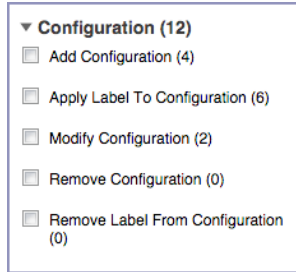 Configuration (12)
Add Configuration (4)
Apply Label To Configuration (6)
Modify Configuration (2)
Remove Configuration (0)
Remove Label From Configuration
(0)